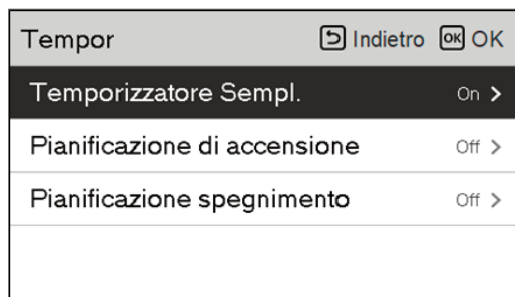 Tempor Indietro OK OK
Temporizzatore Sempl. On >
Pianificazione di accensione Off >
Pianificazione spegnimento Off >